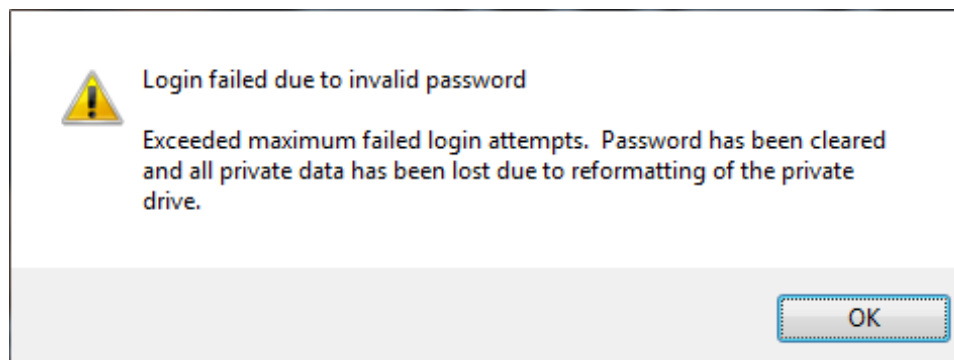 Login failed due to invalid password
Exceeded maximum failed login attempts.  Password has been cleared
and all private data has been lost due to reformatting of the private
drive.
OK